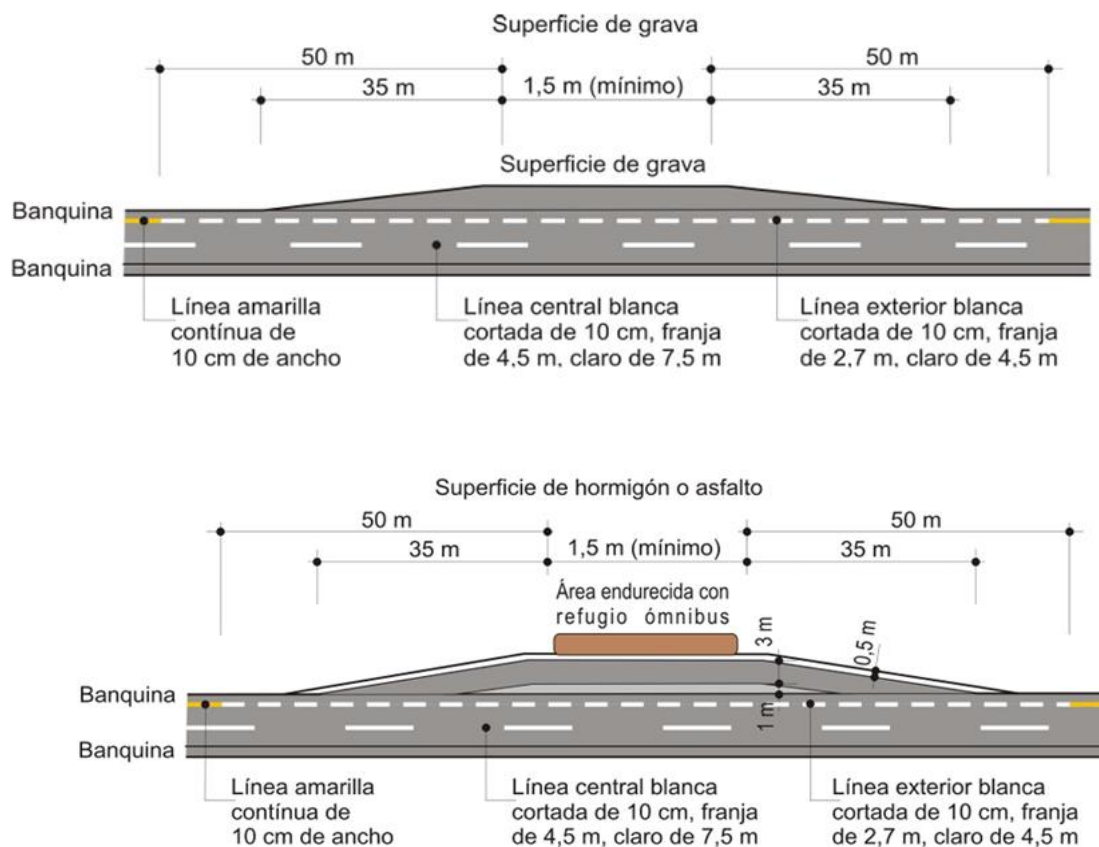 Superficie de grava
50 m
50 m
35 m
1,5 m (mínimo)
35 m
Superficie de grava
Banquina
Banquina
Línea amarilla
contínua de
10 cm de ancho
Línea central blanca
cortada de 10 cm, franja
de 4,5 m, claro de 7,5 m
Línea exterior blanca
cortada de 10 cm, franja
de 2,7 m, claro de 4,5 m
Superficie de hormigón o asfalto
50 m
50 m
35 m
1,5 m (mínimo)
35 m
Área endurecida con
refugio ómnibus
3 m
0,5 m
1 m
Banquina
Banquina
Línea amarilla
contínua de
10 cm de ancho
Línea central blanca
cortada de 10 cm, franja
de 4,5 m, claro de 7,5 m
Línea exterior blanca
cortada de 10 cm, franja
de 2,7 m, claro de 4,5 m